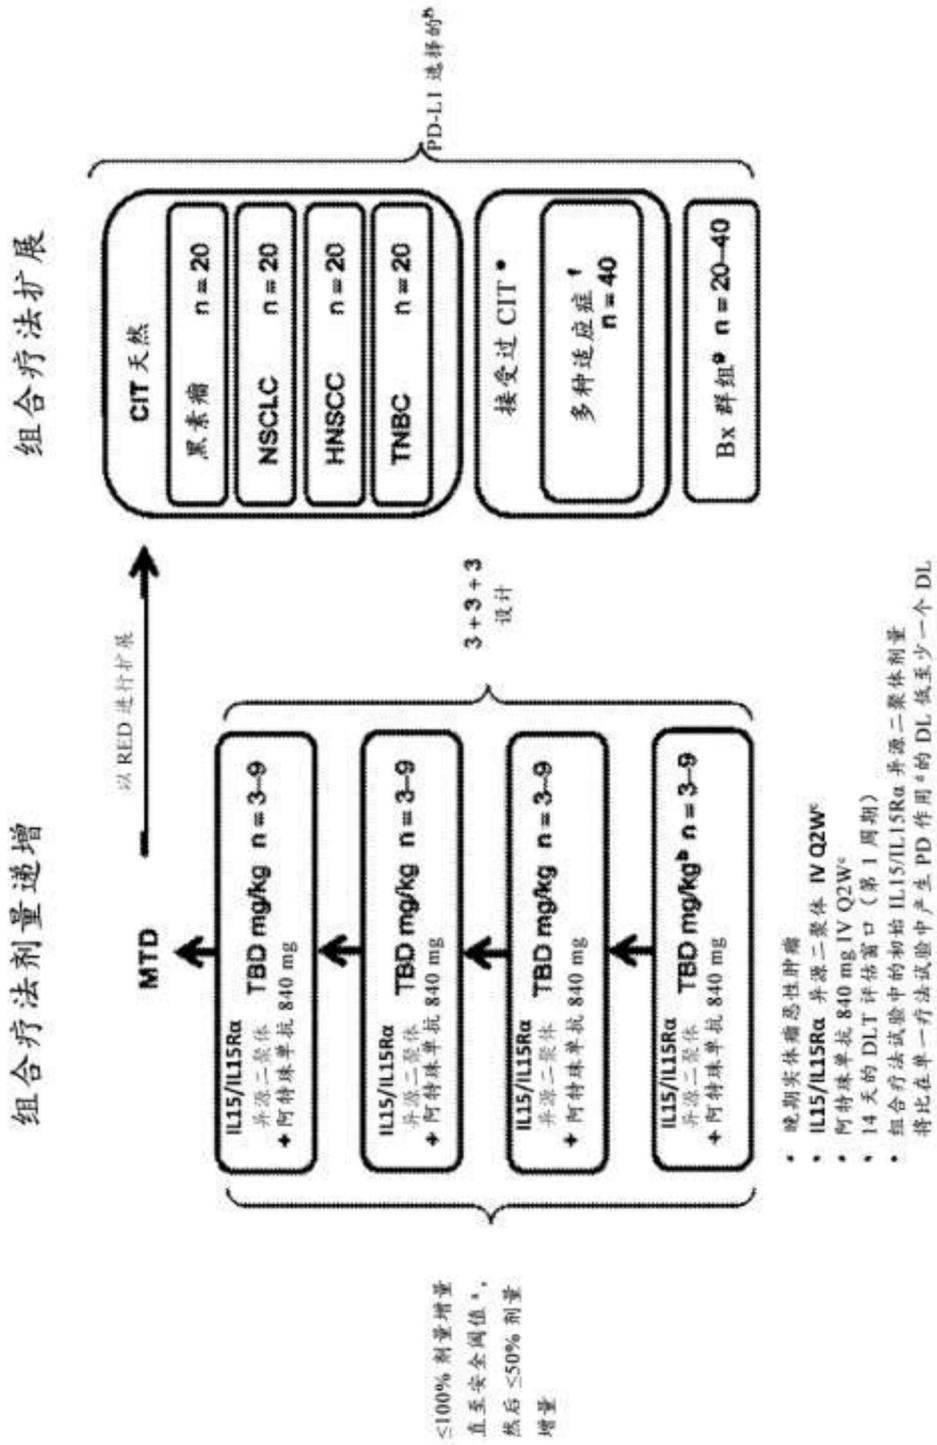 组合疗法剂量递增
组合疗法扩展
≤100% 剂量增量
直至安全阈值 ª,
然后 ≤50% 剂量
增量
MTD
以 RED 进行扩展
IL15/IL15Rα
异源二聚体 TBD mg/kg n = 3–9
+ 阿特珠单抗 840 mg
IL15/IL15Rα
异源二聚体 TBD mg/kg n = 3–9
+ 阿特珠单抗 840 mg
IL15/IL15Rα
异源二聚体 TBD mg/kg n = 3–9
+ 阿特珠单抗 840 mg
IL15/IL15Rα
异源二聚体 TBD mg/kgᵇ n = 3–9
+ 阿特珠单抗 840 mg
3 + 3 + 3
设计
CIT 天然
黑素瘤 n = 20
NSCLC n = 20
HNSCC n = 20
TNBC n = 20
接受过 CIT ᵉ
多种适应症 ᶠ
n = 40
Bx 群组ᵍ n = 20–40
PD-L1 选择的ʰ
• 晚期实体瘤恶性肿瘤
• IL15/IL15Rα 异源二聚体 IV Q2Wᶜ
• 阿特珠单抗 840 mg IV Q2Wᶜ
• 14 天的 DLT 评估窗口（第 1 周期）
• 组合疗法试验中的初始 IL15/IL15Rα 异源二聚体剂量
将比在单一疗法试验中产生 PD 作用ᵈ的 DL 低至少一个 DL